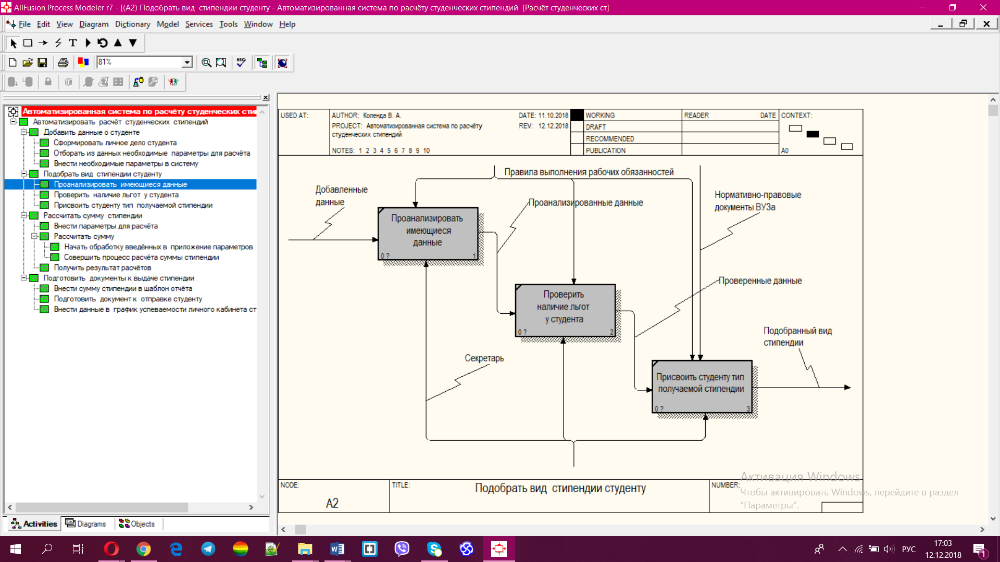 AllFusion Process Modeler r7 - [(A2) Подобрать вид  стипендии студенту - Автоматизированная система по расчёту студенческих стипендий  [Расчёт студенческих ст]
File Edit View Diagram Dictionary Model Services Tools Window Help
T
81%
ABC
Автоматизированная система по расчёту студенческих сти
Автоматизировать расчёт студенческих стипендий
Добавить данные о студенте
Сформировать личное дело студента
Отборать из данных необходимые параметры для расчёта
Внести необходимые параметры в систему
Подобрать вид стипендии студенту
Проанализировать имеющиеся данные
Проверить наличие льгот у студента
Присвоить студенту тип получаемой стипендии
Рассчитать сумму стипендии
Внести параметры для расчёта
Рассчитать сумму
Начать обработку введённых в приложение параметров
Совершить процесс расчёта суммы стипендии
Получить результат расчётов
Подготовить документы к выдаче стипендии
Внести сумму стипендии в шаблон отчёта
Подготовить документ к отправке студенту
Внести данные в график успеваемости личного кабинета ст
Activities Diagrams Objects
USED AT:
AUTHOR: Коленда В. А.
DATE: 11.10.2018
PROJECT: Автоматизированная система по расчёту
студенческих стипендий
REV: 12.12.2018
NOTES: 1 2 3 4 5 6 7 8 9 10
WORKING
DRAFT
RECOMMENDED
PUBLICATION
READER DATE
CONTEXT:
A0
Правила выполнения рабочих обязанностей
Добавленные
данные
Проанализированные данные
Нормативно-правовые
документы ВУЗа
Проанализировать
имеющиеся
данные
0 ? 1
Проверенные данные
Проверить
наличие льгот
у студента
0 ? 2
Подобранный вид
стипендии
Секретарь
Присвоить студенту тип
получаемой стипендии
0 ? 3
NODE:
A2
TITLE:
Подобрать вид стипендии студенту
NUMBER:
Активация Windows
Чтобы активировать Windows, перейдите в раздел
"Параметры".
РУС
17:03
12.12.2018
1